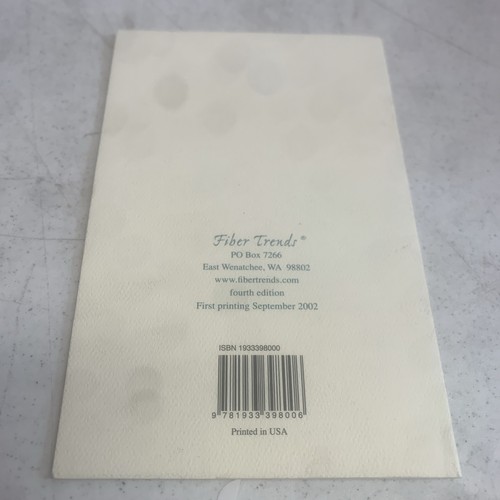 Fiber Trends ®
PO Box 7266
East Wenatchee, WA 98802
www.fibertrends.com
fourth edition
First printing September 2002
ISBN 1933398000
9 781933 398006
Printed in USA